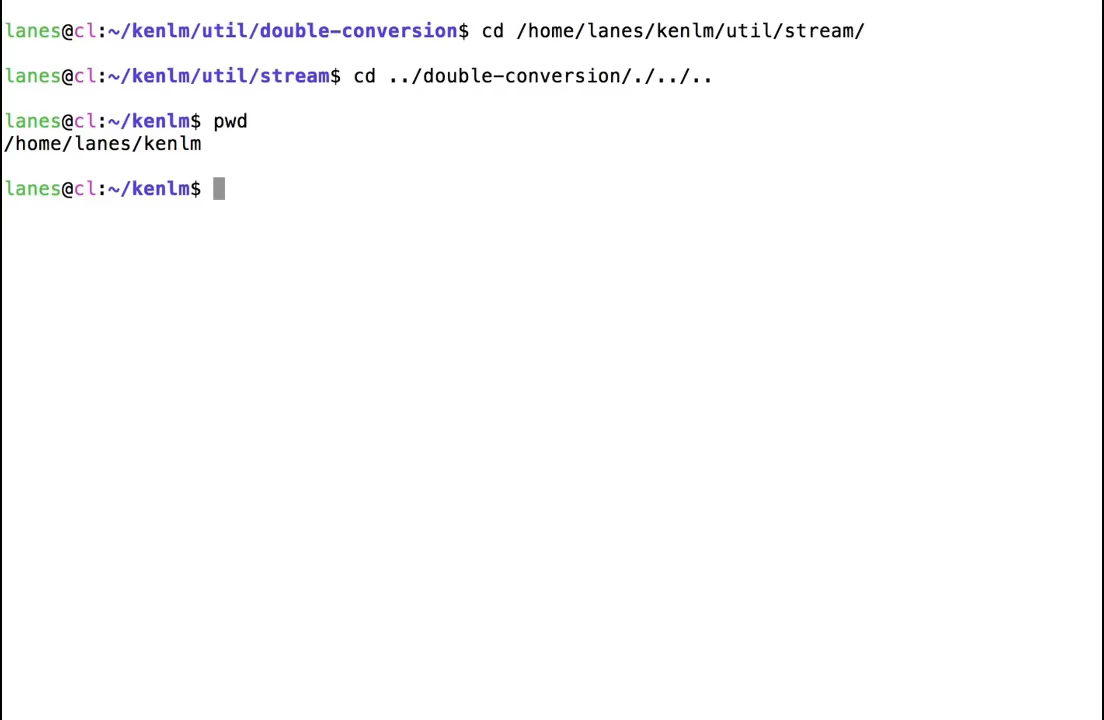 lanes@cl:~/kenlm/util/double-conversion$ cd /home/lanes/kenlm/util/stream/
lanes@cl:~/kenlm/util/stream$ cd ../double-conversion/./../..
lanes@cl:~/kenlm$ pwd
/home/lanes/kenlm
lanes@cl:~/kenlm$